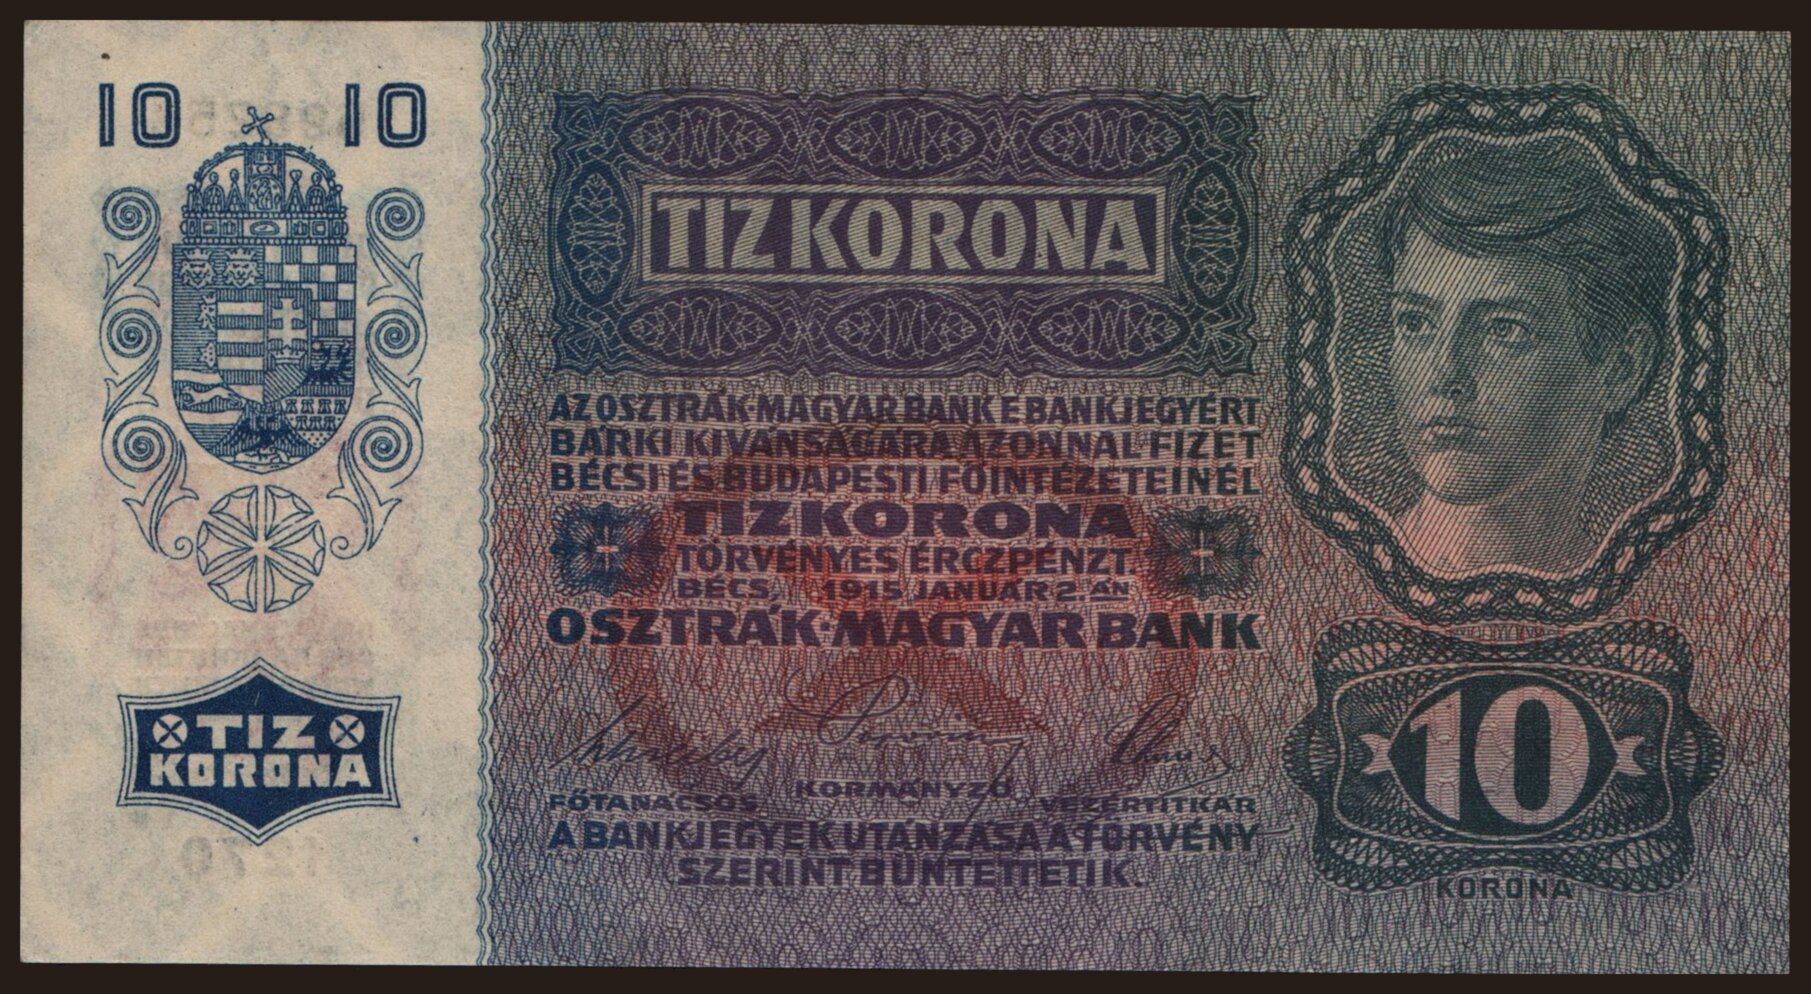 10 10
TIZ
KORONA
TIZ KORONA
AZ OSZTRÁK-MAGYAR BANK E BANKJEGYÉRT
BÁRKI KIVÁNSÁGÁRA AZONNAL FIZET
BÉCSI ÉS BUDAPESTI FŐINTÉZETEINÉL
TIZ KORONA
TÖRVÉNYES ÉRCZPÉNZT.
BÉCS, 1915 JANUÁR 2.-ÁN
OSZTRÁK-MAGYAR BANK
KORMÁNYZÓ
FŐTANÁCSOS VEZÉRTITKÁR
A BANKJEGYEK UTÁNZÁSA A TÖRVÉNY
SZERINT BÜNTETTETIK.
10
KORONA